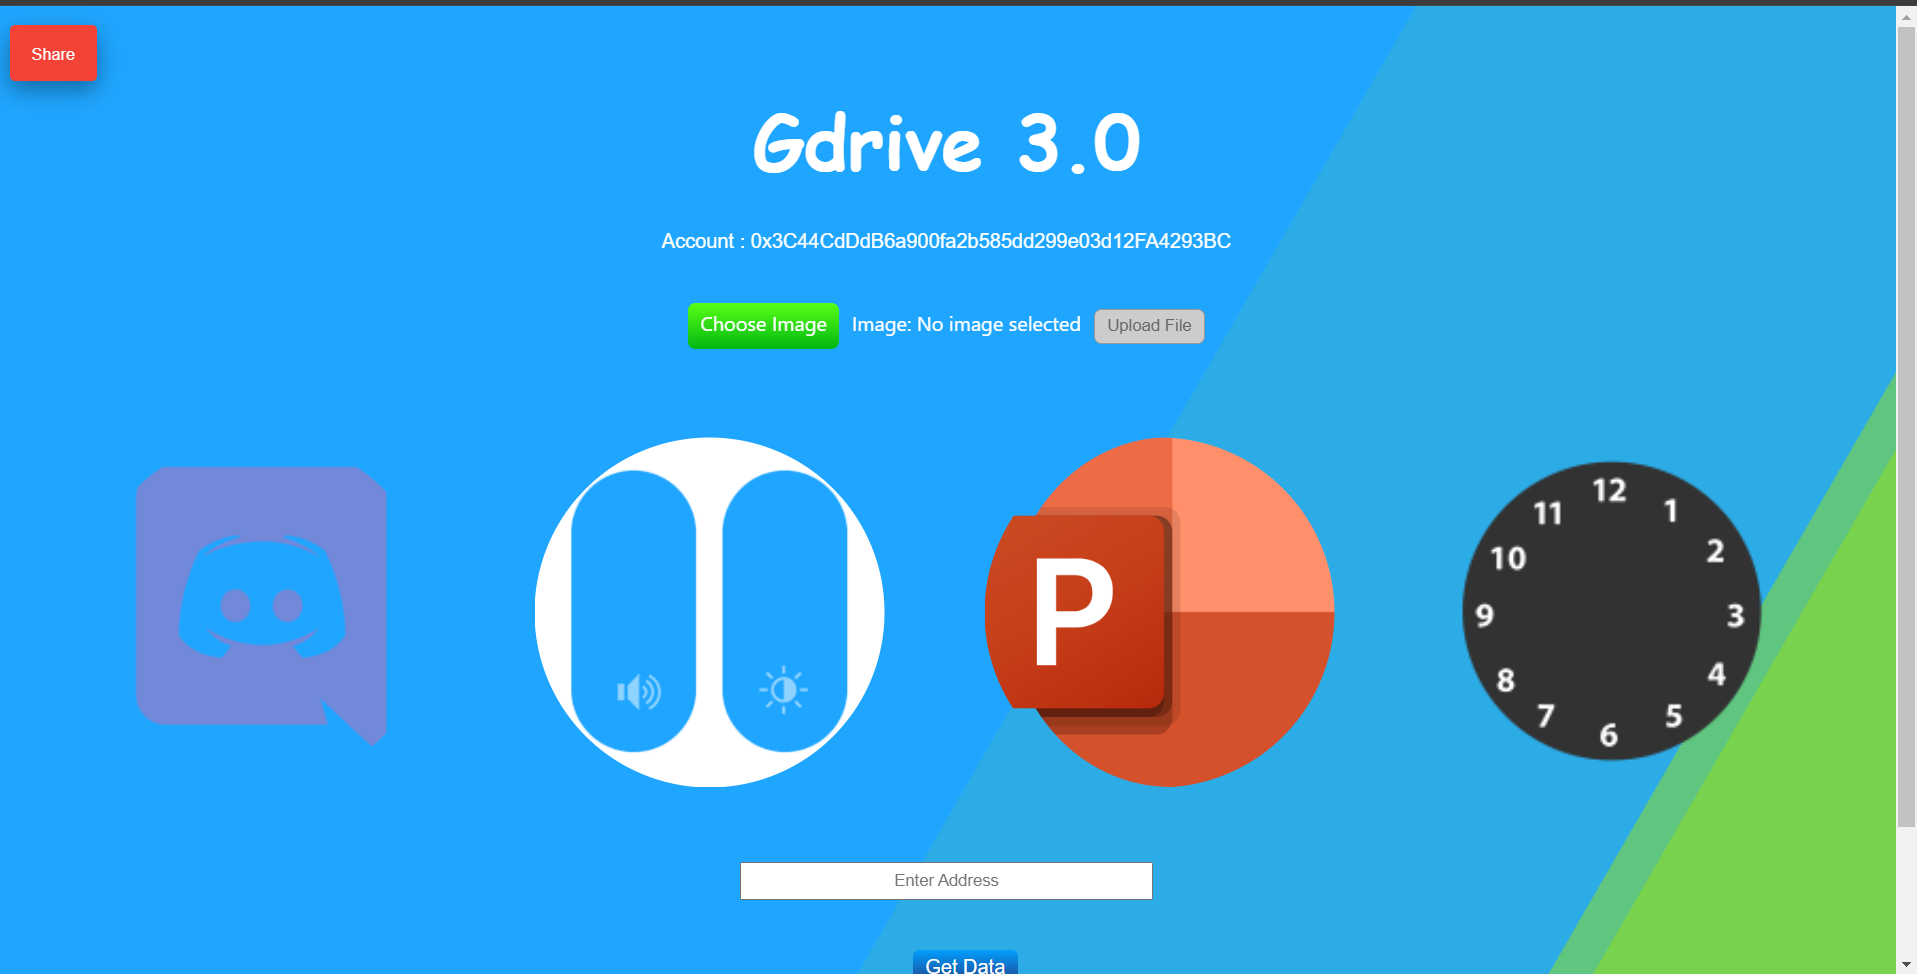 Share
Gdrive 3.0
Account : 0x3C44CdDdB6a900fa2b585dd299e03d12FA4293BC
Choose Image Image: No image selected Upload File
P
12
11 1
10 2
9 3
8 4
7 5
6
Enter Address
Get Data